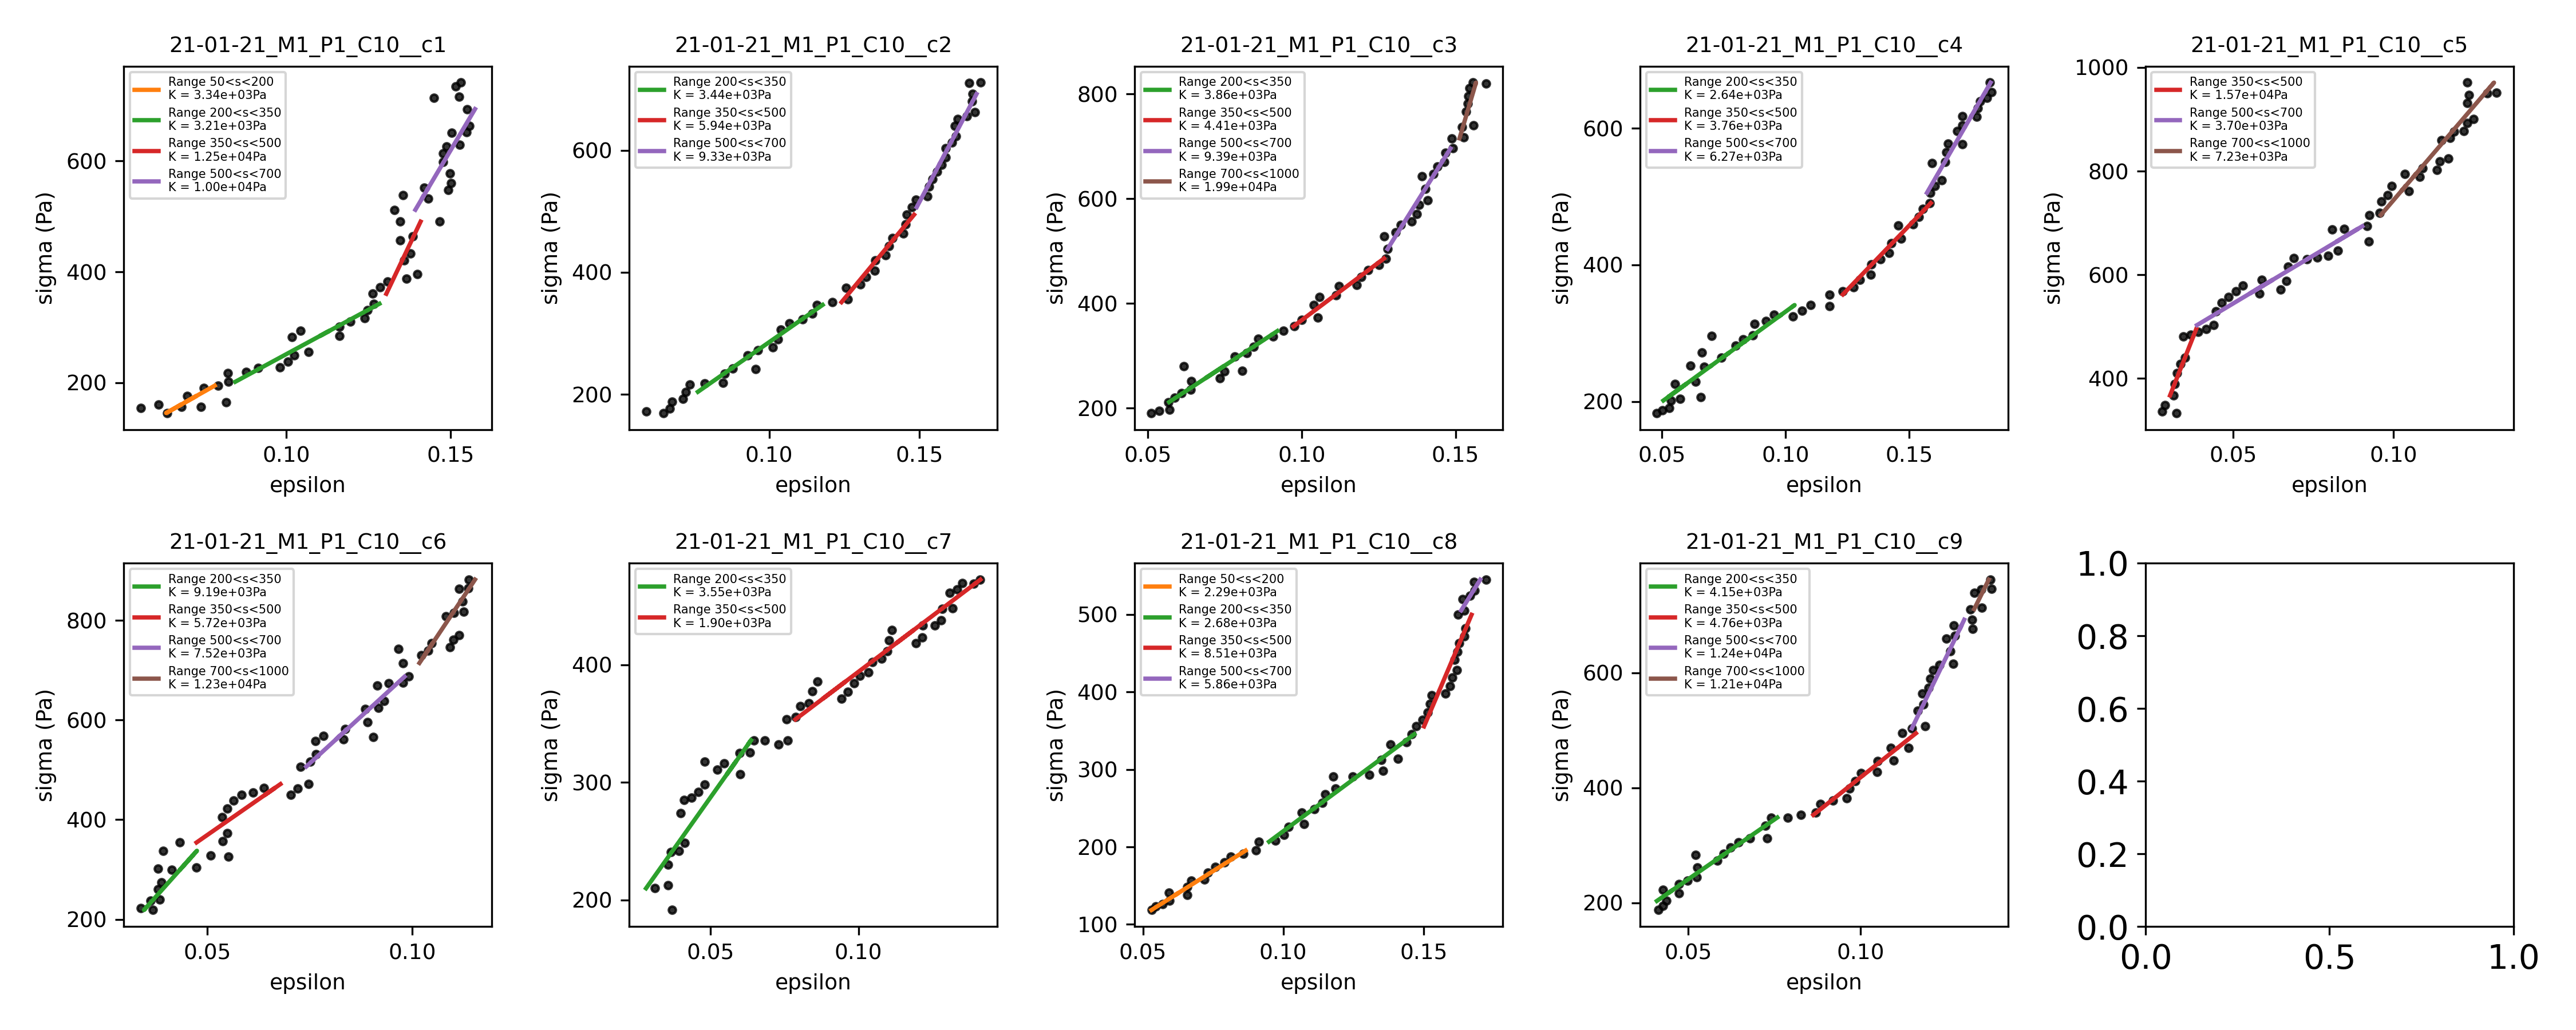 21-01-21_M1_P1_C10__c1
Range 50<s<200
K = 3.34e+03Pa
Range 200<s<350
K = 3.21e+03Pa
Range 350<s<500
K = 1.25e+04Pa
Range 500<s<700
K = 1.00e+04Pa
600
400
200
sigma (Pa)
0.10 0.15
epsilon
21-01-21_M1_P1_C10__c2
Range 200<s<350
K = 3.44e+03Pa
Range 350<s<500
K = 5.94e+03Pa
Range 500<s<700
K = 9.33e+03Pa
600
400
200
sigma (Pa)
0.10 0.15
epsilon
21-01-21_M1_P1_C10__c3
Range 200<s<350
K = 3.86e+03Pa
Range 350<s<500
K = 4.41e+03Pa
Range 500<s<700
K = 9.39e+03Pa
Range 700<s<1000
K = 1.99e+04Pa
800
600
400
200
sigma (Pa)
0.05 0.10 0.15
epsilon
21-01-21_M1_P1_C10__c4
Range 200<s<350
K = 2.64e+03Pa
Range 350<s<500
K = 3.76e+03Pa
Range 500<s<700
K = 6.27e+03Pa
600
400
200
sigma (Pa)
0.05 0.10 0.15
epsilon
21-01-21_M1_P1_C10__c5
Range 350<s<500
K = 1.57e+04Pa
Range 500<s<700
K = 3.70e+03Pa
Range 700<s<1000
K = 7.23e+03Pa
1000
800
600
400
sigma (Pa)
0.05 0.10
epsilon
21-01-21_M1_P1_C10__c6
Range 200<s<350
K = 9.19e+03Pa
Range 350<s<500
K = 5.72e+03Pa
Range 500<s<700
K = 7.52e+03Pa
Range 700<s<1000
K = 1.23e+04Pa
800
600
400
200
sigma (Pa)
0.05 0.10
epsilon
21-01-21_M1_P1_C10__c7
Range 200<s<350
K = 3.55e+03Pa
Range 350<s<500
K = 1.90e+03Pa
400
300
200
sigma (Pa)
0.05 0.10
epsilon
21-01-21_M1_P1_C10__c8
Range 50<s<200
K = 2.29e+03Pa
Range 200<s<350
K = 2.68e+03Pa
Range 350<s<500
K = 8.51e+03Pa
Range 500<s<700
K = 5.86e+03Pa
500
400
300
200
100
sigma (Pa)
0.05 0.10 0.15
epsilon
21-01-21_M1_P1_C10__c9
Range 200<s<350
K = 4.15e+03Pa
Range 350<s<500
K = 4.76e+03Pa
Range 500<s<700
K = 1.24e+04Pa
Range 700<s<1000
K = 1.21e+04Pa
600
400
200
sigma (Pa)
0.05 0.10
epsilon
1.0
0.8
0.6
0.4
0.2
0.0
0.0 0.5 1.0